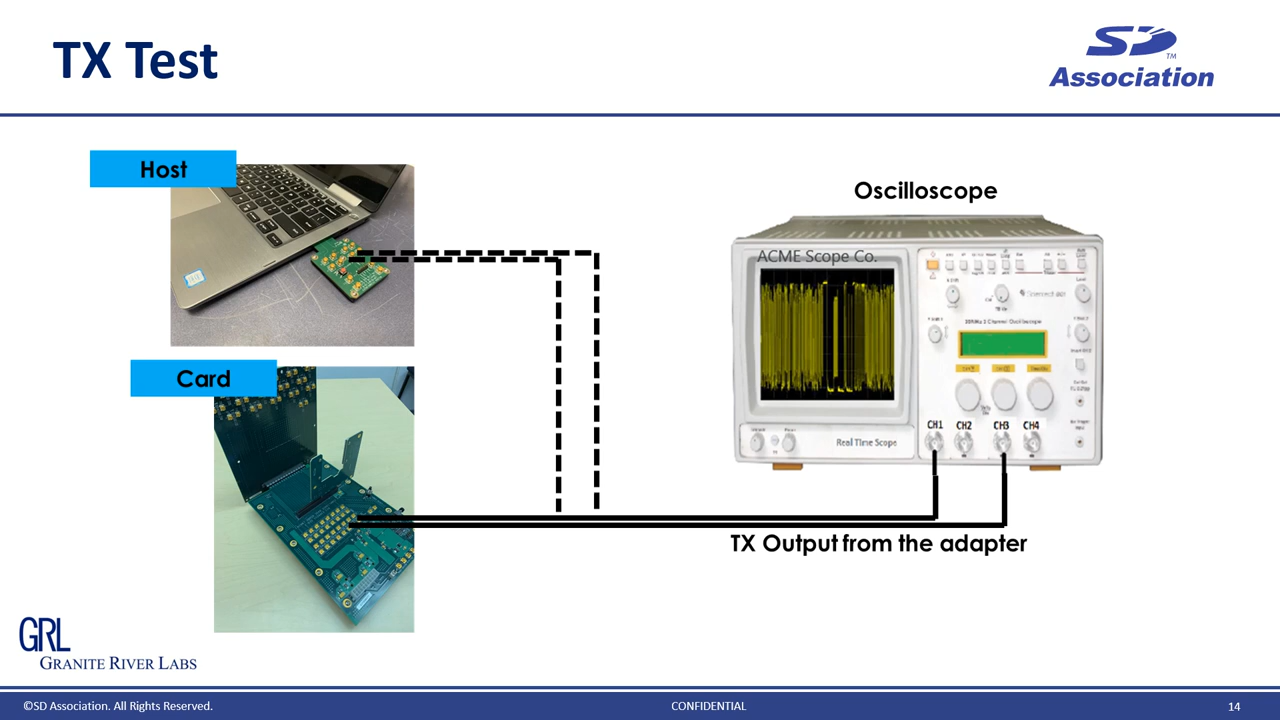 TX Test
SD
TM
Association
Host
Oscilloscope
ACME Scope Co.
Card
CH1 CH2 CH3 CH4
Real Time Scope
TX Output from the adapter
GRL
GRANITE RIVER LABS
©SD Association. All Rights Reserved.
CONFIDENTIAL
14